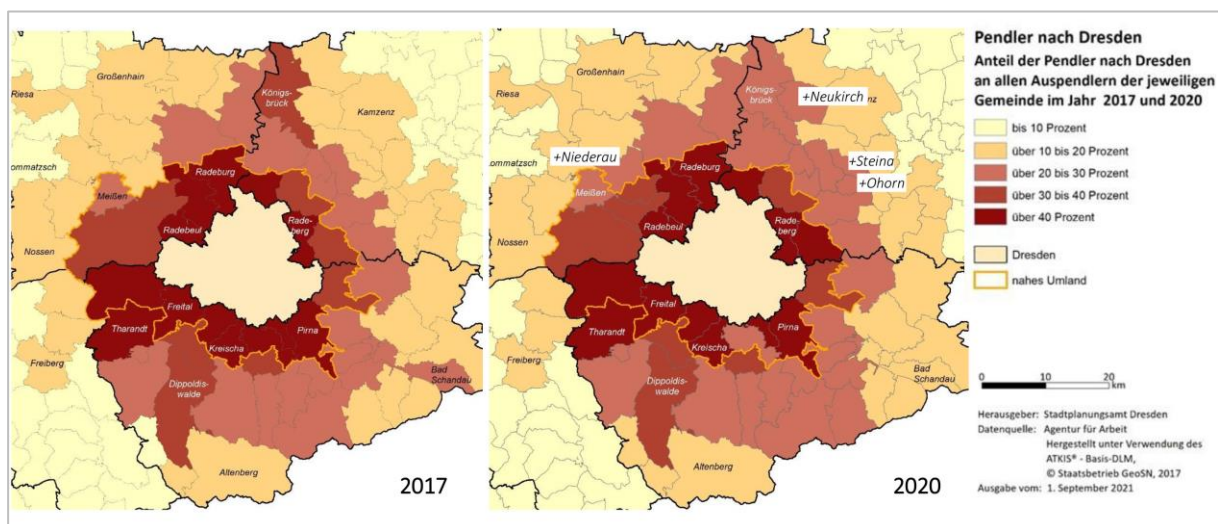 Großenhain
Riesa
Königs-
brück
Kamzenz
ommatzsch
Radeburg
Meißen
Radebeul
Rade-
berg
Nossen
Freital
Tharandt
Pirna
Kreischa
Freiberg
Bad
Schandau
Dippoldis-
walde
Altenberg
2017
Großenhain
Riesa
Königs-
brück
+Neukirch
nz
Lommatzsch
+Niederau
Radeburg
+Steina
+Ohorn
Meißen
Radebeul
Rade-
berg
Nossen
Freital
Tharandt
Pirna
Kreischa
Freiberg
Bad
Schandau
Dippoldis-
walde
Altenberg
2020
Pendler nach Dresden
Anteil der Pendler nach Dresden
an allen Auspendlern der jeweiligen
Gemeinde im Jahr 2017 und 2020
bis 10 Prozent
über 10 bis 20 Prozent
über 20 bis 30 Prozent
über 30 bis 40 Prozent
über 40 Prozent
Dresden
nahes Umland
0 10 20
km
Herausgeber: Stadtplanungsamt Dresden
Datenquelle: Agentur für Arbeit
Hergestellt unter Verwendung des
ATKIS® - Basis-DLM,
© Staatsbetrieb GeoSN, 2017
Ausgabe vom: 1. September 2021